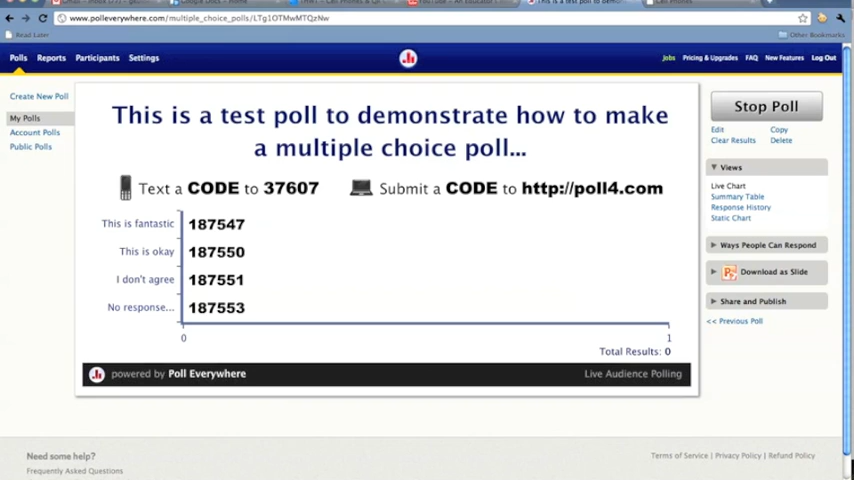 www.polleverywhere.com/multiple_choice_polls/LTg1OTMwMTQzNw
Read Later
Other Bookmarks
Polls Reports Participants Settings
Jobs Pricing & Upgrades FAQ New Features Log Out
Create New Poll
My Polls
Account Polls
Public Polls
This is a test poll to demonstrate how to make
a multiple choice poll...
Text a CODE to 37607
Submit a CODE to http://poll4.com
This is fantastic 187547
This is okay 187550
I don't agree 187551
No response... 187553
0 1
Total Results: 0
powered by Poll Everywhere
Live Audience Polling
Stop Poll
Edit Copy
Clear Results Delete
Views
Live Chart
Summary Table
Response History
Static Chart
Ways People Can Respond
Download as Slide
Share and Publish
<< Previous Poll
Need some help?
Frequently Asked Questions
Terms of Service | Privacy Policy | Refund Policy